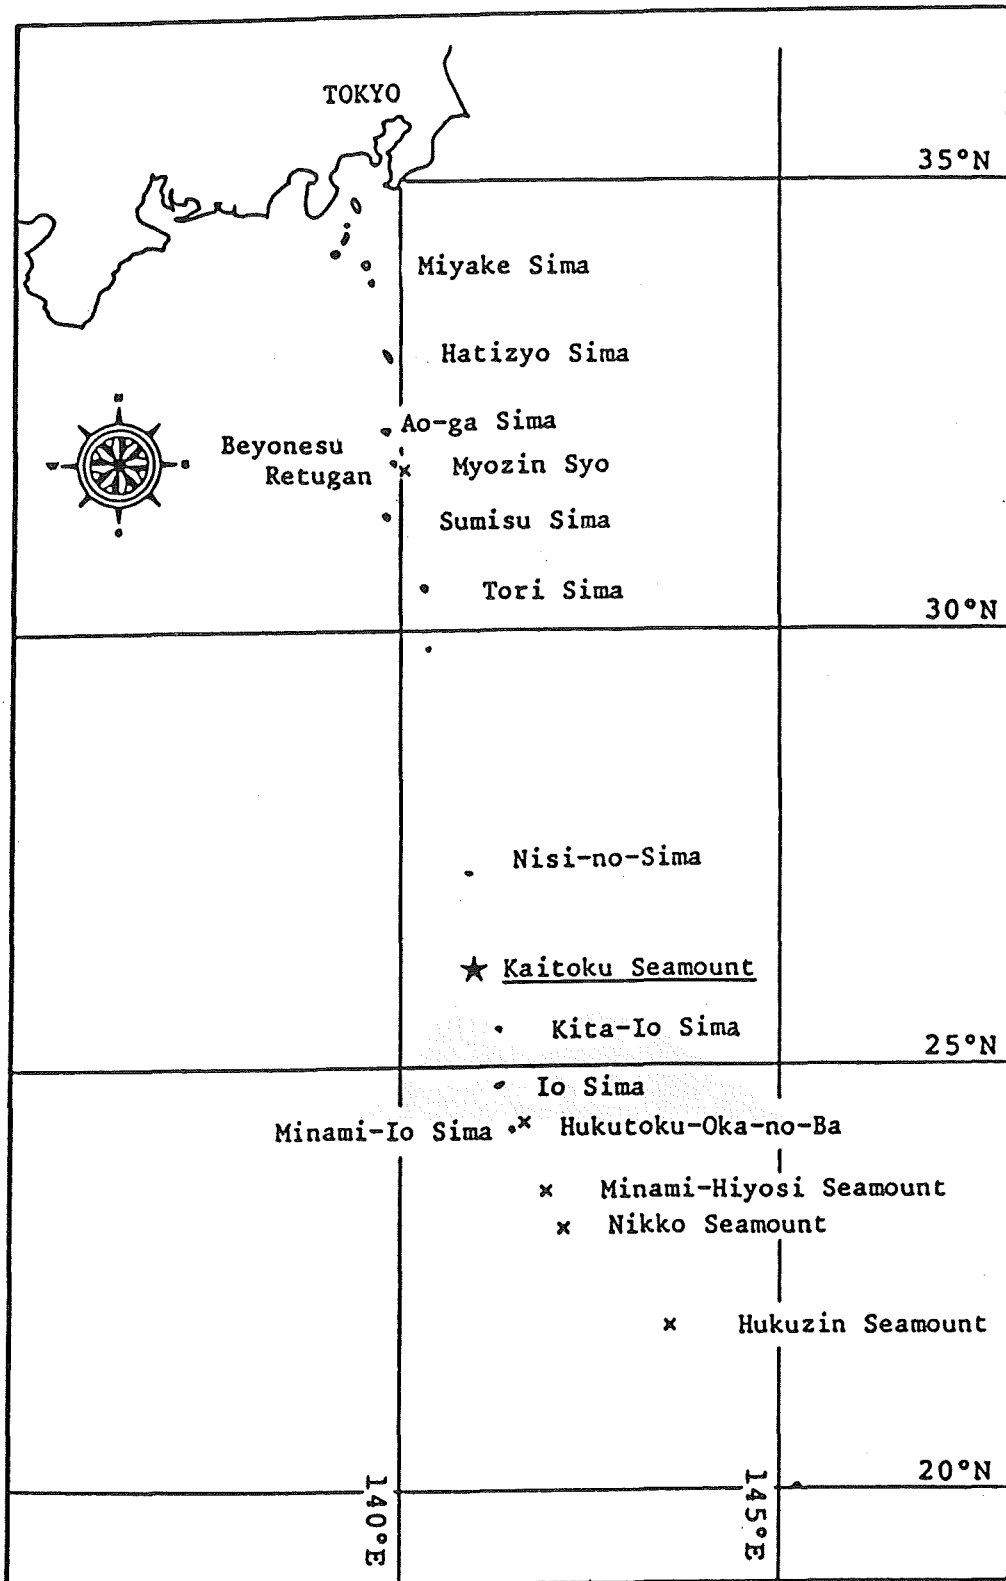 TOKYO
35°N
Miyake Sima
Hatizyo Sima
Ao-ga Sima
Beyonesu
Retugan
Myozin Syo
Sumisu Sima
Tori Sima
30°N
Nisi-no-Sima
Kaitoku Seamount
Kita-Io Sima
25°N
Io Sima
Minami-Io Sima
Hukutoku-Oka-no-Ba
Minami-Hiyosi Seamount
Nikko Seamount
Hukuzin Seamount
20°N
140°E
145°E